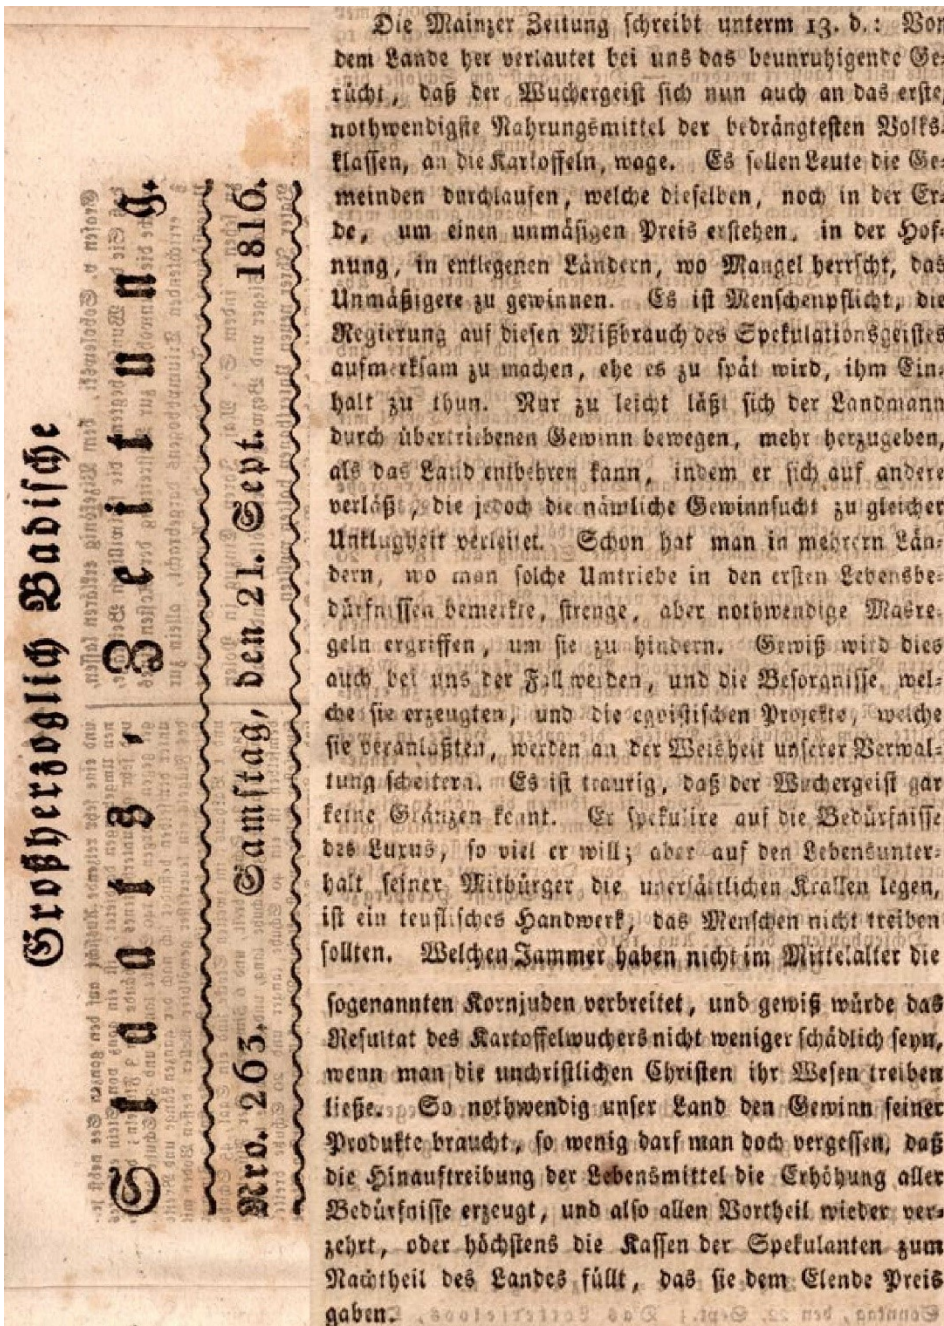 Großherzoglich Badische
Staats-Zeitung.
Nro. 263. Samstag, den 21. Sept. 1816.
Die Mainzer Zeitung schreibt unterm 13. d.: Von
dem Lande her verlautet bei uns das beunruhigende Ge-
rücht, daß der Wuchergeist sich nun auch an das erste,
nothwendigste Nahrungsmittel der bedrängtesten Volks-
klassen, an die Kartoffeln, wage. Es sollen Leute die Ge-
meinden durchlaufen, welche dieselben, noch in der Er-
de, um einen unmäsigen Preis erstehen, in der Hof-
nung, in entlegenen Ländern, wo Mangel herrscht, das
Unmäßigere zu gewinnen. Es ist Menschenpflicht, die
Regierung auf diesen Mißbrauch des Spekulationsgeistes
aufmerksam zu machen, ehe es zu spät wird, ihm Ein-
halt zu thun. Nur zu leicht läßt sich der Landmann
durch übertriebenen Gewinn bewegen, mehr herzugeben,
als das Land entbehren kann, indem er sich auf andere
verläßt, die jedoch die nämliche Gewinnsucht zu gleicher
Unklugheit verleitet. Schon hat man in mehrern Län-
dern, wo man solche Umtriebe in den ersten Lebensbe-
dürfnissen bemerkte, strenge, aber nothwendige Masre-
geln ergriffen, um sie zu hindern. Gewiß wird dies
auch bei uns der Fall werden, und die Besorgnisse, wel-
che sie erzeugten, und die egoistischen Projekte, welche
sie veranlaßten, werden an der Weisheit unserer Verwal-
tung scheitern. Es ist traurig, daß der Wuchergeist gar
keine Gränzen kennt. Er spekulire auf die Bedürfnisse
des Luxus, so viel er will; aber auf den Lebensunter-
halt seiner Mitbürger die unersättlichen Krallen legen,
ist ein teuflisches Handwerk, das Menschen nicht treiben
sollten. Welchen Jammer haben nicht im Mittelalter die
sogenannten Kornjuden verbreitet, und gewiß würde das
Resultat des Kartoffelwuchers nicht weniger schädlich seyn,
wenn man die unchristlichen Christen ihr Wesen treiben
ließe. So nothwendig unser Land den Gewinn seiner
Produkte braucht, so wenig darf man doch vergessen, daß
die Hinauftreibung der Lebensmittel die Erhöhung aller
Bedürfnisse erzeugt, und also allen Vortheil wieder ver-
zehrt, oder höchstens die Kassen der Spekulanten zum
Nachtheil des Landes füllt, das sie dem Elende Preis
gaben.